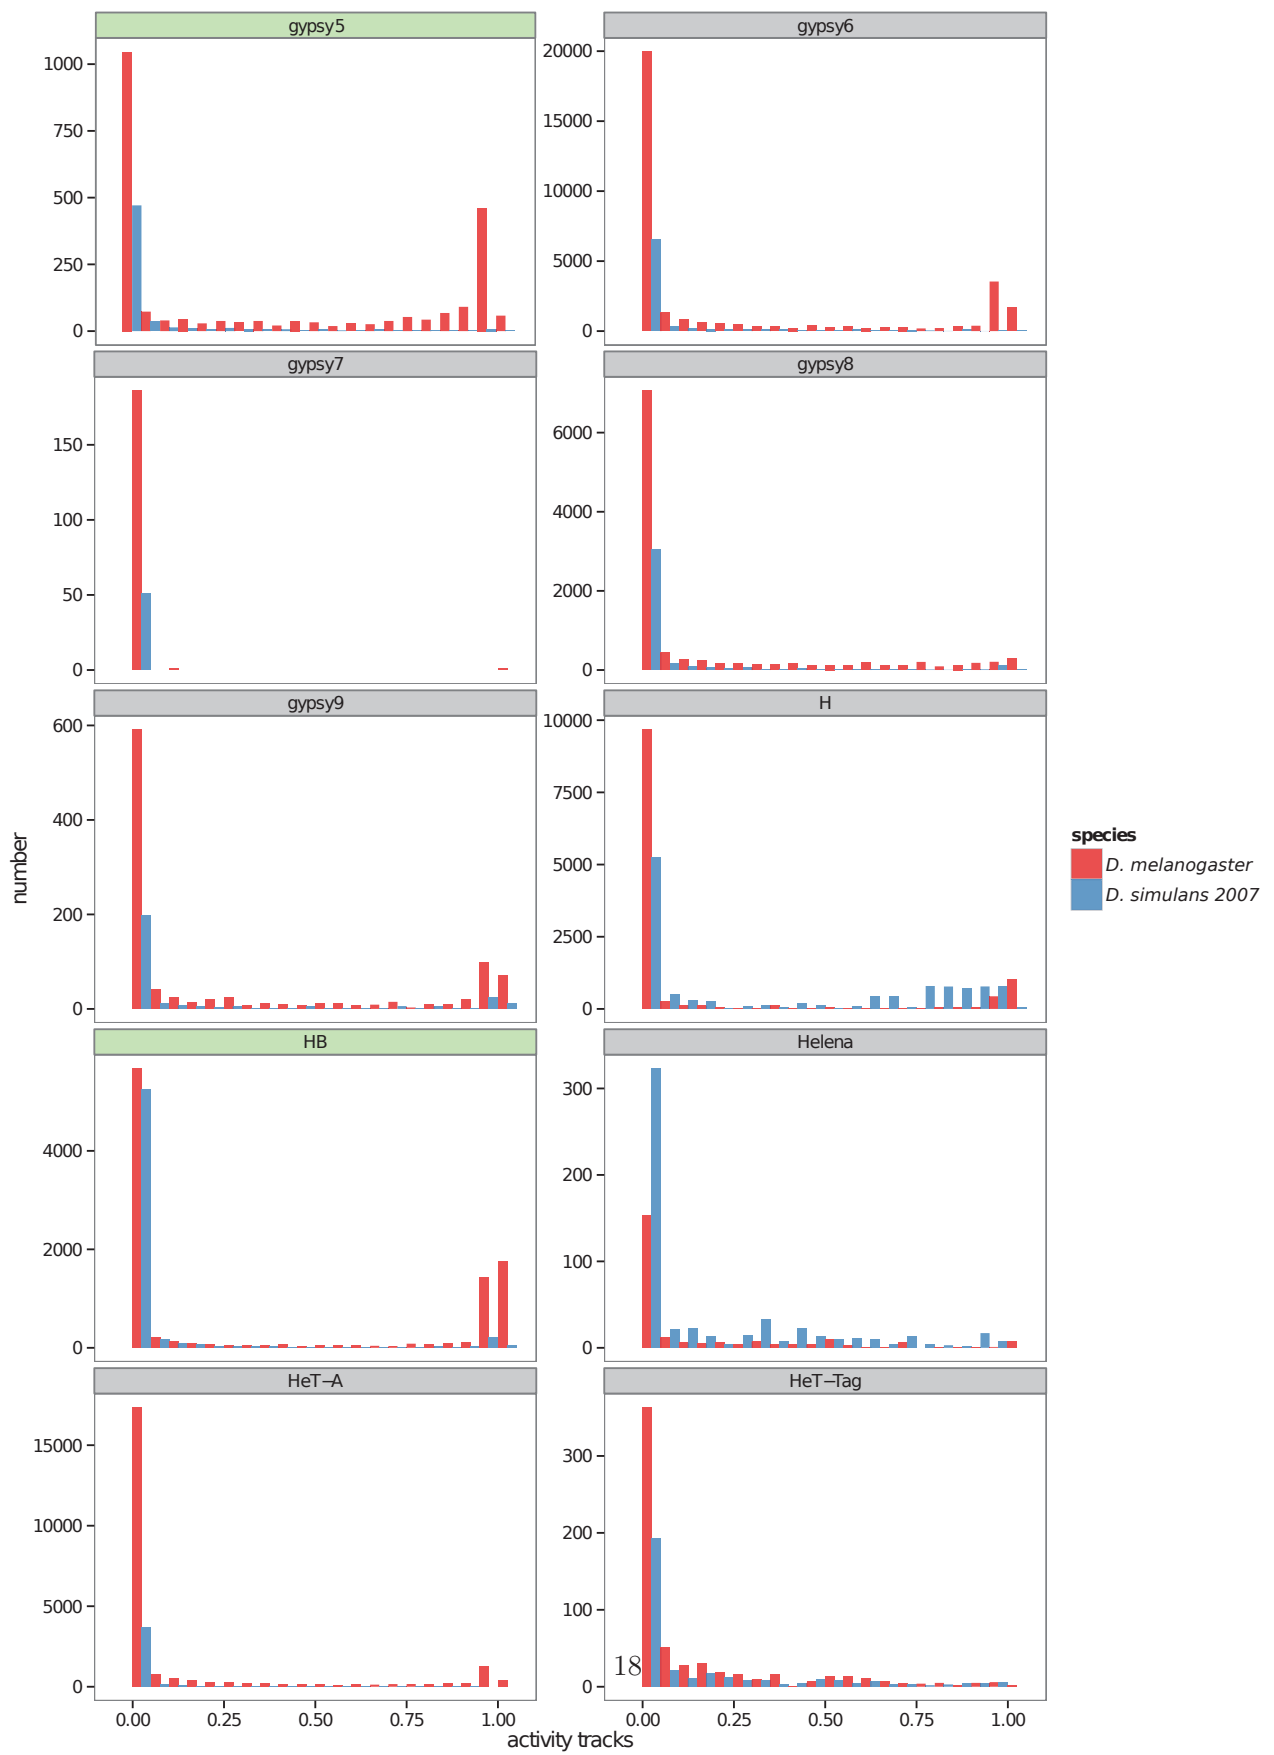 gypsy5
gypsy6
1000
750
500
250
0
20000
15000
10000
5000
0
gypsy7
gypsy8
150
100
50
0
6000
4000
2000
0
gypsy9
H
600
400
200
0
10000
7500
5000
2500
0
number
species
D. melanogaster
D. simulans 2007
HB
Helena
4000
2000
0
300
200
100
0
HeT−A
HeT−Tag
15000
10000
5000
0
300
200
100
0
18
0.00 0.25 0.50 0.75 1.00
0.00 0.25 0.50 0.75 1.00
activity tracks